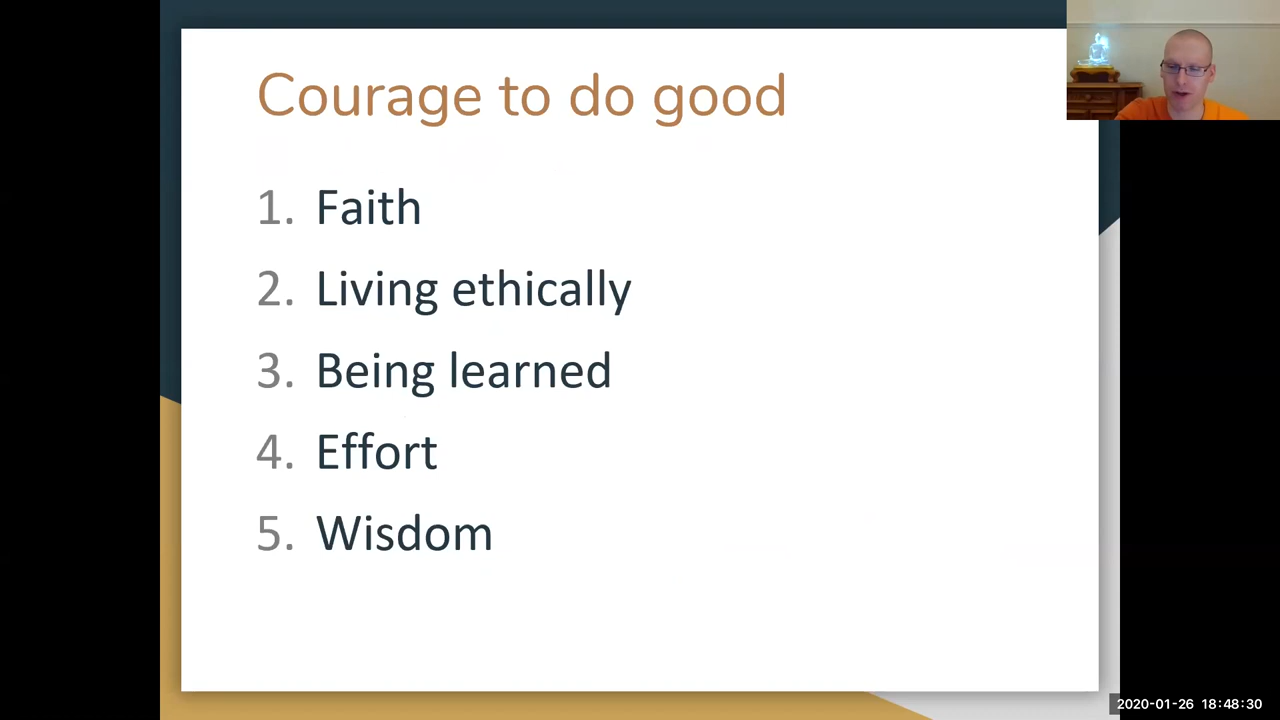 Courage to do good
1. Faith
2. Living ethically
3. Being learned
4. Effort
5. Wisdom
2020-01-26 18:48:30